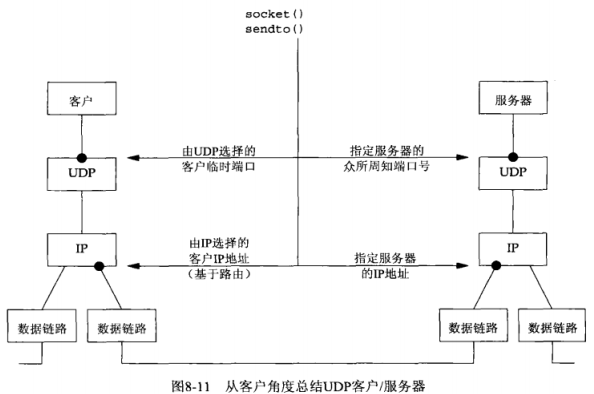 socket()
sendto()
客户
服务器
由UDP选择的
客户临时端口
指定服务器的
众所周知端口号
UDP
UDP
由IP选择的
客户IP地址
（基于路由）
指定服务器
的IP地址
IP
IP
数据链路
数据链路
数据链路
数据链路
图8-11 从客户角度总结UDP客户/服务器